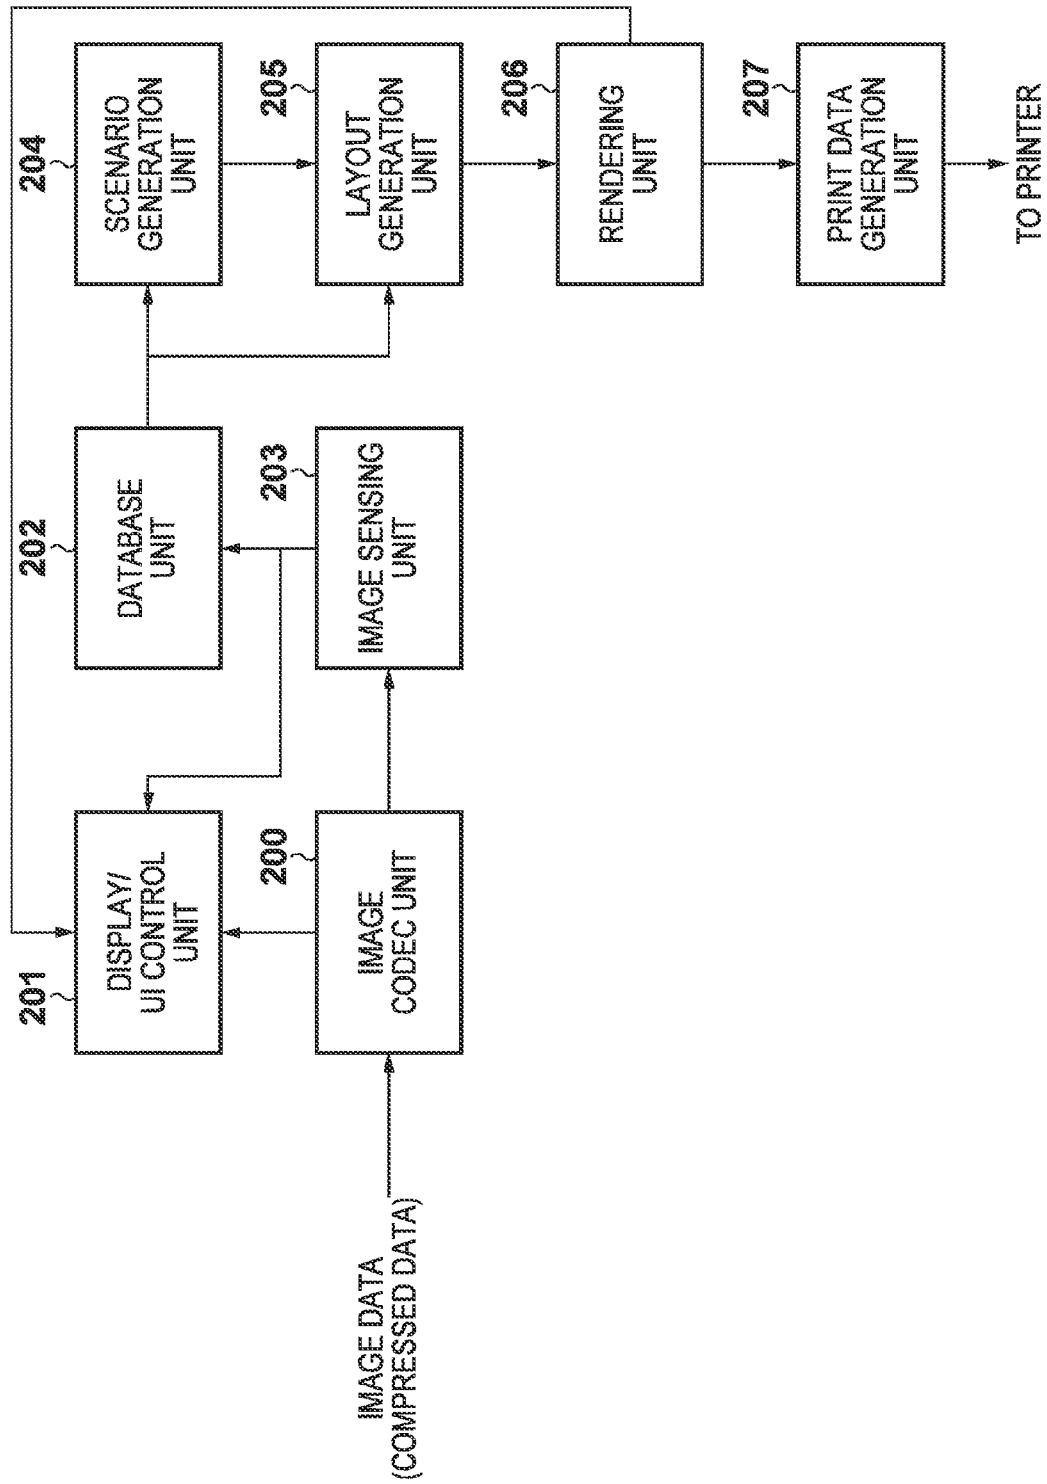 201
DISPLAY/
UI CONTROL
UNIT
202
DATABASE
UNIT
204
SCENARIO
GENERATION
UNIT
IMAGE DATA
(COMPRESSED DATA)
200
IMAGE
CODEC UNIT
203
IMAGE SENSING
UNIT
205
LAYOUT
GENERATION
UNIT
206
RENDERING
UNIT
207
PRINT DATA
GENERATION
UNIT
TO PRINTER